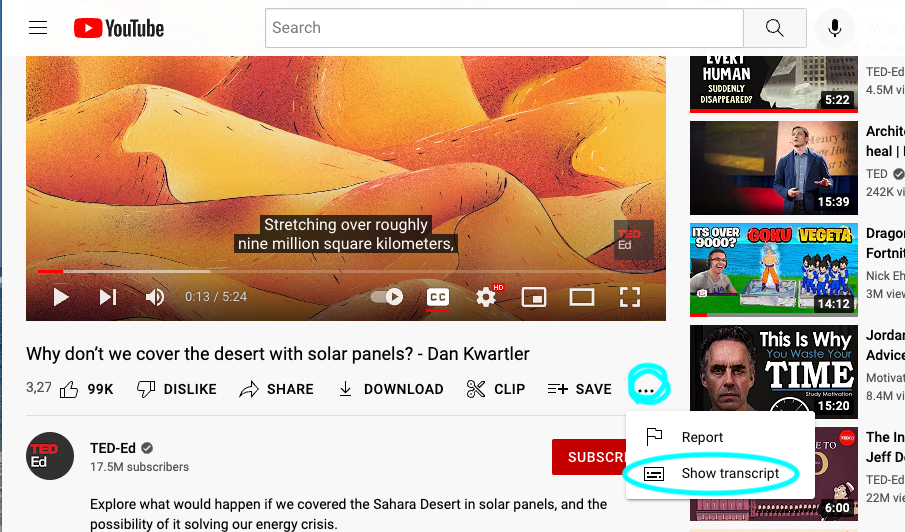 YouTube
Search
EVERY
HUMAN
SUDDENLY
DISAPPEARED?
5:22
TED-Ed
4.5M vi
Stretching over roughly
nine million square kilometers,
TED
Ed
0:13 / 5:24
CC
HD
15:39
Archite
heal |
TED
242K vi
ITS OVER
9000?
GOKU VEGETA
14:12
Dragon
Fortnit
Nick Eh
3M view
Why don't we cover the desert with solar panels? - Dan Kwartler
3,27
99K
DISLIKE
SHARE
DOWNLOAD
CLIP
SAVE
...
This Is Why
You Waste Your
TIME
Study Motivation
15:20
Jordan
Advice
Motivat
8.4M vi
Report
Show transcript
TED
Ed
TED-Ed
17.5M subscribers
SUBSCRI
Explore what would happen if we covered the Sahara Desert in solar panels, and the
possibility of it solving our energy crisis.
6:00
The In
Jeff De
TED-Ed
22M vie